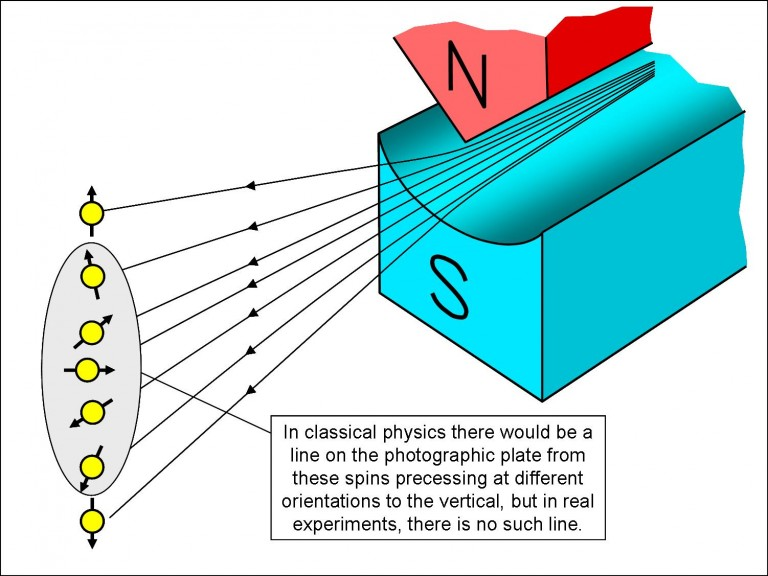 N
S
In classical physics there would be a
line on the photographic plate from
these spins precessing at different
orientations to the vertical, but in real
experiments, there is no such line.